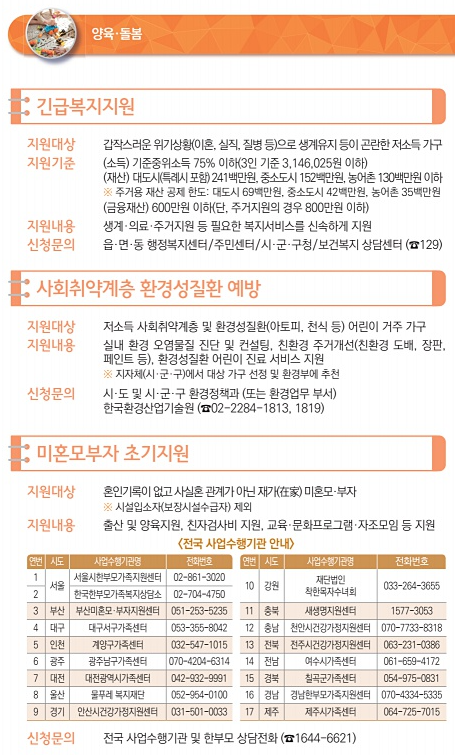 양육·돌봄
긴급복지지원
지원대상 갑작스러운 위기상황(이혼, 실직, 질병 등)으로 생계유지 등이 곤란한 저소득 가구
지원기준 (소득) 기준중위소득 75% 이하(3인 기준 3,146,025원 이하)
(재산) 대도시(특례시 포함) 241백만원, 중소도시 152백만원, 농어촌 130백만원 이하
※ 주거용 재산 공제 한도: 대도시 69백만원, 중소도시 42백만원, 농어촌 35백만원
(금융재산) 600만원 이하(단, 주거지원의 경우 800만원 이하)
지원내용 생계·의료·주거지원 등 필요한 복지서비스를 신속하게 지원
신청문의 읍·면·동 행정복지센터/주민센터/시·군·구청/보건복지 상담센터 (☎129)
사회취약계층 환경성질환 예방
지원대상 저소득 사회취약계층 및 환경성질환(아토피, 천식 등) 어린이 거주 가구
지원내용 실내 환경 오염물질 진단 및 컨설팅, 친환경 주거개선(친환경 도배, 장판,
페인트 등), 환경성질환 어린이 진료 서비스 지원
※ 지자체(시·군·구)에서 대상 가구 선정 및 환경부에 추천
신청문의 시·도 및 시·군·구 환경정책과 (또는 환경업무 부서)
한국환경산업기술원 (☎02-2284-1813, 1819)
미혼모부자 초기지원
지원대상 혼인기록이 없고 사실혼 관계가 아닌 재가(在家) 미혼모·부자
※ 시설입소자(보장시설수급자) 제외
지원내용 출산 및 양육지원, 친자검사비 지원, 교육·문화프로그램·자조모임 등 지원
<전국 사업수행기관 안내>
연번 시도 사업수행기관명 전화번호 연번 시도 사업수행기관명 전화번호
1 서울 서울시한부모가족지원센터 02-861-3020
2 한국한부모가족복지상담소 02-704-4750
10 강원 재단법인 착한목자수녀회 033-264-3655
3 부산 부산미혼모·부자지원센터 051-253-5235 11 충북 새생명지원센터 1577-3053
4 대구 대구서구가족센터 053-355-8042 12 충남 천안시건강가정지원센터 070-7733-8318
5 인천 계양구가족센터 032-547-1015 13 전북 전주시건강가정지원센터 063-231-0386
6 광주 광주남구가족센터 070-4204-6314 14 전남 여수시가족센터 061-659-4172
7 대전 대전광역시가족센터 042-932-9991 15 경북 칠곡군가족센터 054-975-0831
8 울산 물푸레 복지재단 052-954-0100 16 경남 경남한부모가족지원센터 070-4334-5335
9 경기 안산시건강가정지원센터 031-501-0033 17 제주 제주시가족센터 064-725-7015
신청문의 전국 사업수행기관 및 한부모 상담전화 (☎1644-6621)